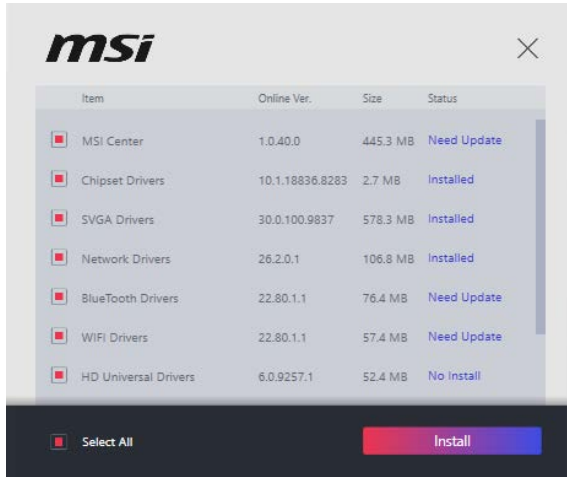 msi
Item Online Ver. Size Status
MSI Center 1.0.40.0 445.3 MB Need Update
Chipset Drivers 10.1.18836.8283 2.7 MB Installed
SVGA Drivers 30.0.100.9837 578.3 MB Installed
Network Drivers 26.2.0.1 106.8 MB Installed
BlueTooth Drivers 22.80.1.1 76.4 MB Need Update
WIFI Drivers 22.80.1.1 57.4 MB Need Update
HD Universal Drivers 6.0.9257.1 52.4 MB No Install
Select All Install